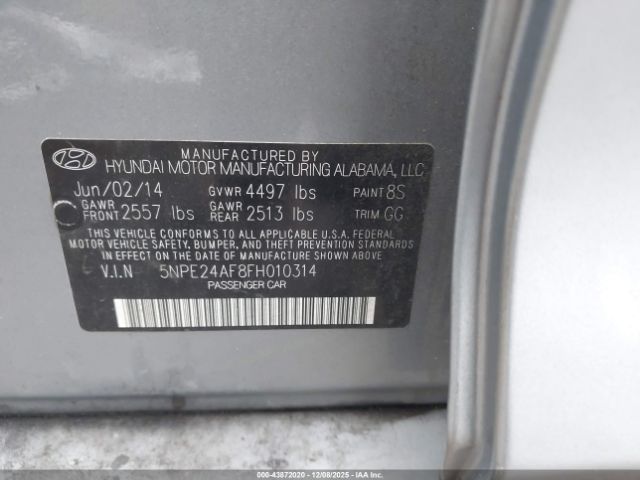 MANUFACTURED BY
HYUNDAI MOTOR MANUFACTURING ALABAMA, LLC
Jun/02/14 GVWR 4497 lbs PAINT 8S
GAWR FRONT 2557 lbs GAWR REAR 2513 lbs TRIM GG
THIS VEHICLE CONFORMS TO ALL APPLICABLE U.S.A. FEDERAL
MOTOR VEHICLE SAFETY, BUMPER, AND THEFT PREVENTION
STANDARDS IN EFFECT ON THE DATE OF MANUFACTURE SHOWN ABOVE
V.I.N 5NPE24AF8FH010314
PASSENGER CAR
000-43872020 - 12/08/2025 - IAAI.COM